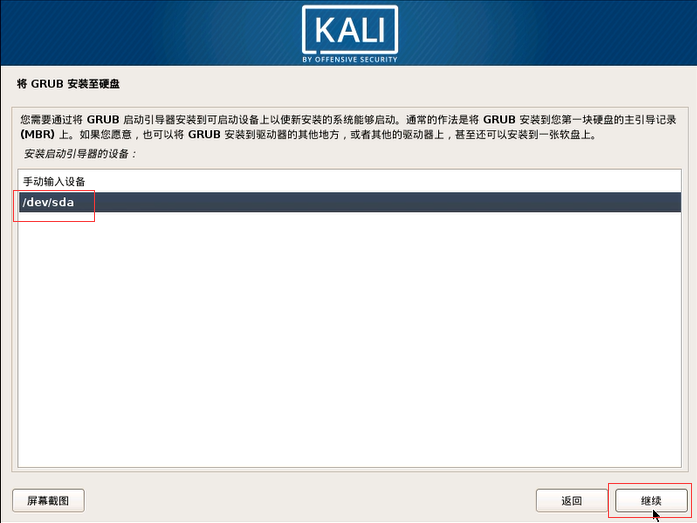 KALI
BY OFFENSIVE SECURITY
将 GRUB 安装至硬盘
您需要通过将 GRUB 启动引导器安装到可启动设备上以使新安装的系统能够启动。通常的作法是将 GRUB 安装到您第一块硬盘的主引导记录
(MBR) 上。如果您愿意，也可以将 GRUB 安装到驱动器的其他地方，或者其他的驱动器上，甚至还可以安装到一张软盘上。
安装启动引导器的设备：
手动输入设备
/dev/sda
屏幕截图
返回
继续